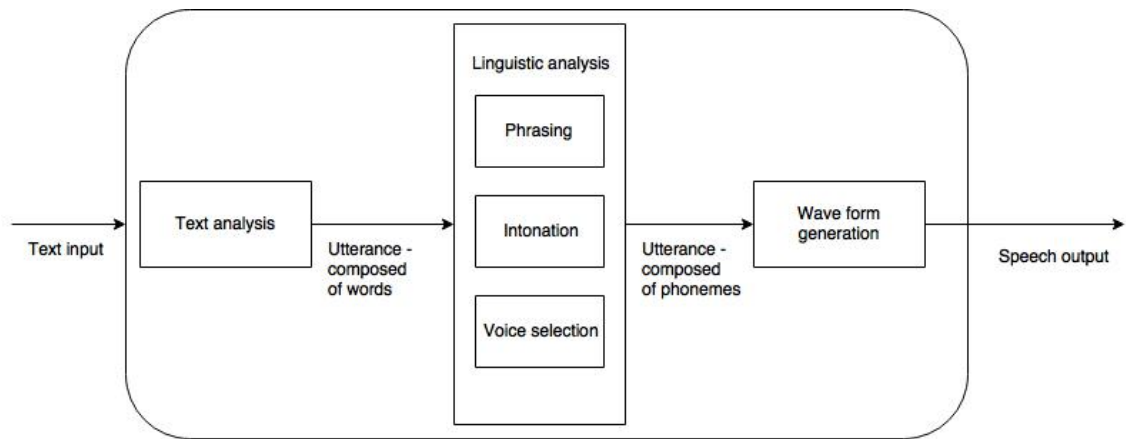 Linguistic analysis
Phrasing
Text analysis
Intonation
Wave form
generation
Voice selection
Text input
Utterance -
composed
of words
Utterance -
composed
of phonemes
Speech output